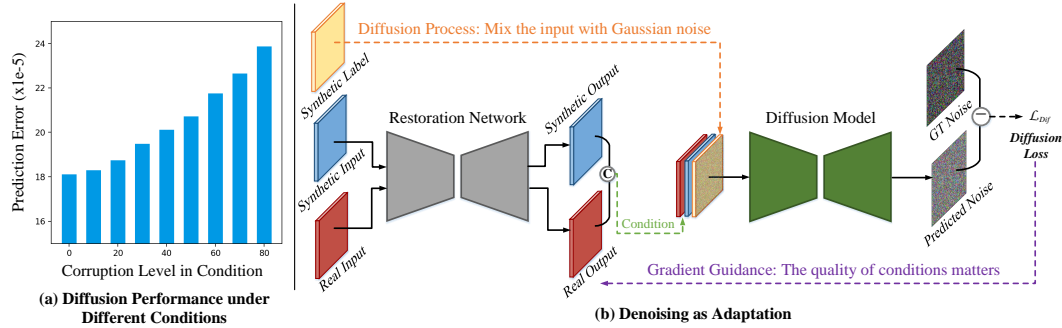 Prediction Error (x1e-5)
24
22
20
18
16
0
20
40
60
80
Corruption Level in Condition
(a) Diffusion Performance under
Different Conditions
Diffusion Process: Mix the input with Gaussian noise
Synthetic Label
Synthetic Input
Real Input
Restoration Network
Synthetic Output
C
Real Output
Condition
Diffusion Model
GT Noise
Predicted Noise
−
ℒDif
Diffusion
Loss
Gradient Guidance: The quality of conditions matters
(b) Denoising as Adaptation